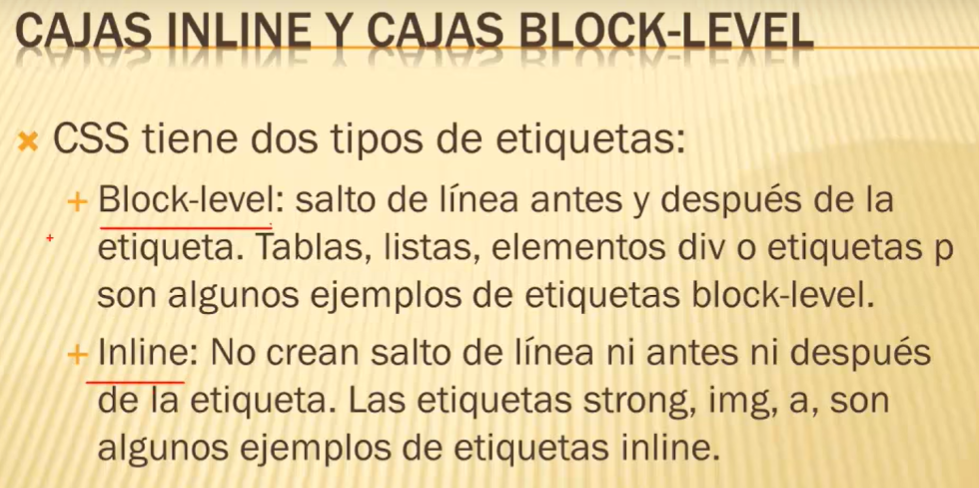 CAJAS INLINE Y CAJAS BLOCK-LEVEL
CSS tiene dos tipos de etiquetas:
Block-level: salto de línea antes y después de la
etiqueta. Tablas, listas, elementos div o etiquetas p
son algunos ejemplos de etiquetas block-level.
Inline: No crean salto de línea ni antes ni después
de la etiqueta. Las etiquetas strong, img, a, son
algunos ejemplos de etiquetas inline.